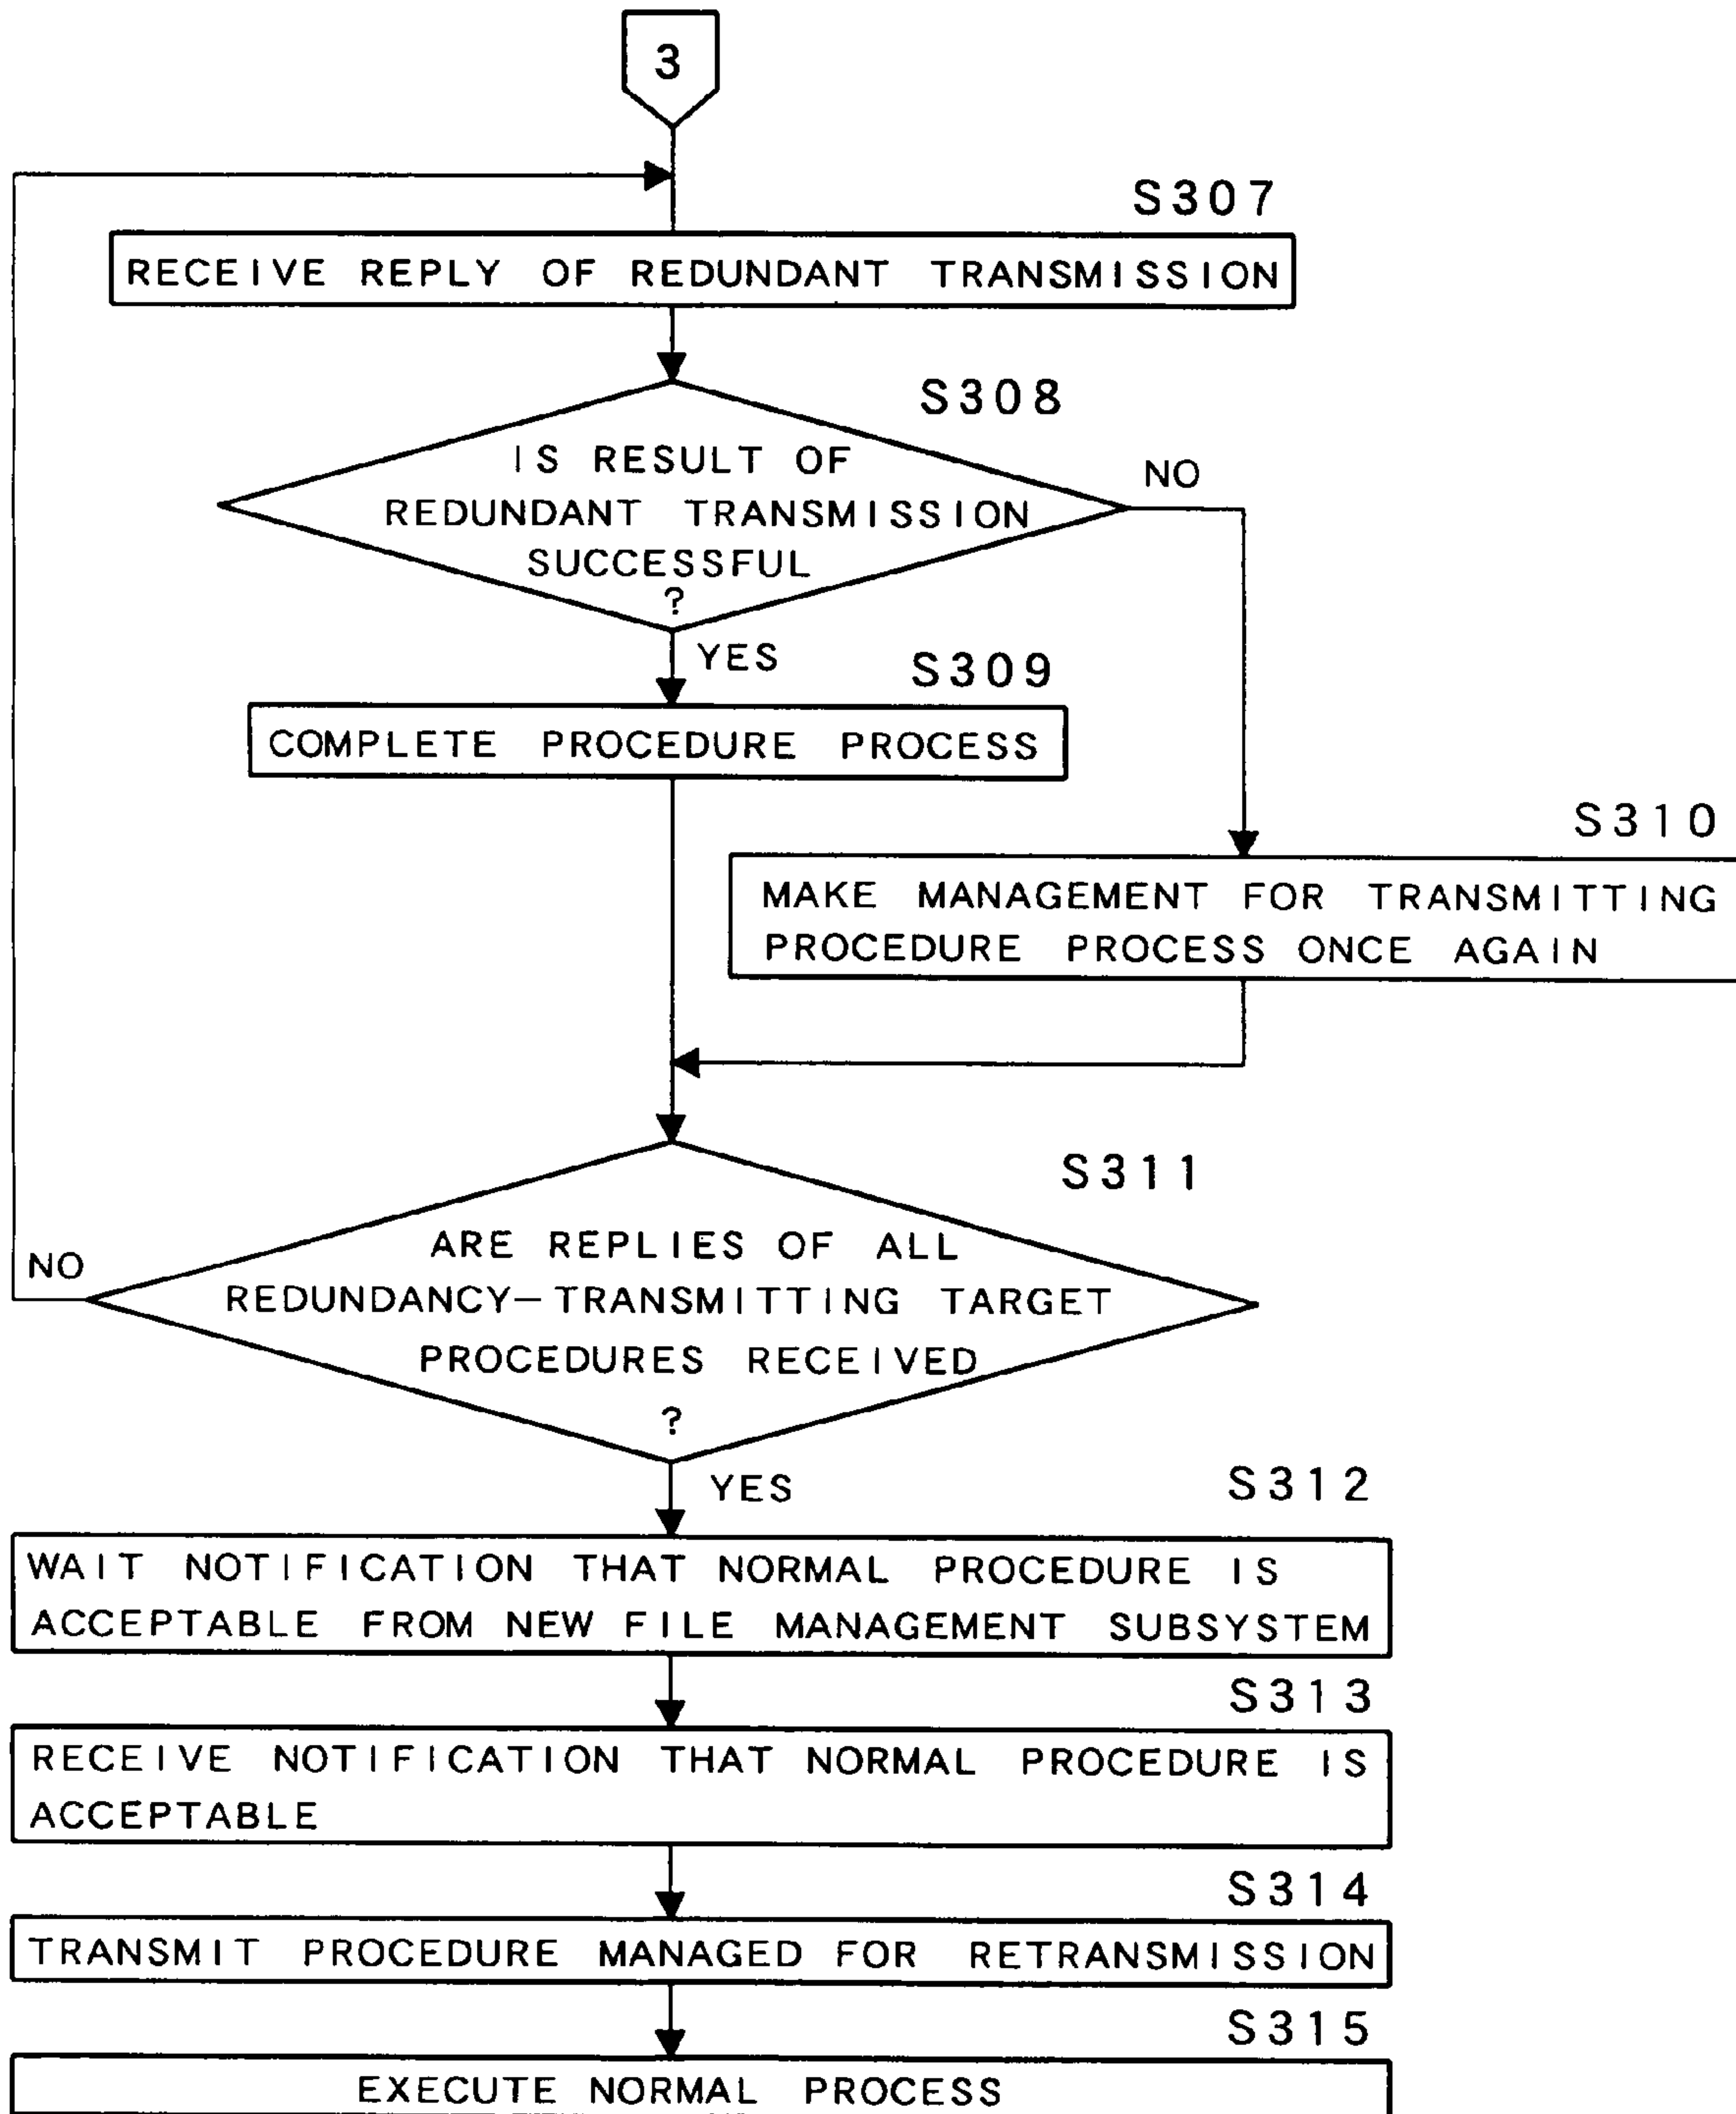 3
S307
RECEIVE REPLY OF REDUNDANT TRANSMISSION
S308
IS RESULT OF
REDUNDANT TRANSMISSION
SUCCESSFUL
?
NO
YES
S309
COMPLETE PROCEDURE PROCESS
S310
MAKE MANAGEMENT FOR TRANSMITTING
PROCEDURE PROCESS ONCE AGAIN
S311
ARE REPLIES OF ALL
REDUNDANCY-TRANSMITTING TARGET
PROCEDURES RECEIVED
?
NO
YES
S312
WAIT NOTIFICATION THAT NORMAL PROCEDURE IS
ACCEPTABLE FROM NEW FILE MANAGEMENT SUBSYSTEM
S313
RECEIVE NOTIFICATION THAT NORMAL PROCEDURE IS
ACCEPTABLE
S314
TRANSMIT PROCEDURE MANAGED FOR RETRANSMISSION
S315
EXECUTE NORMAL PROCESS